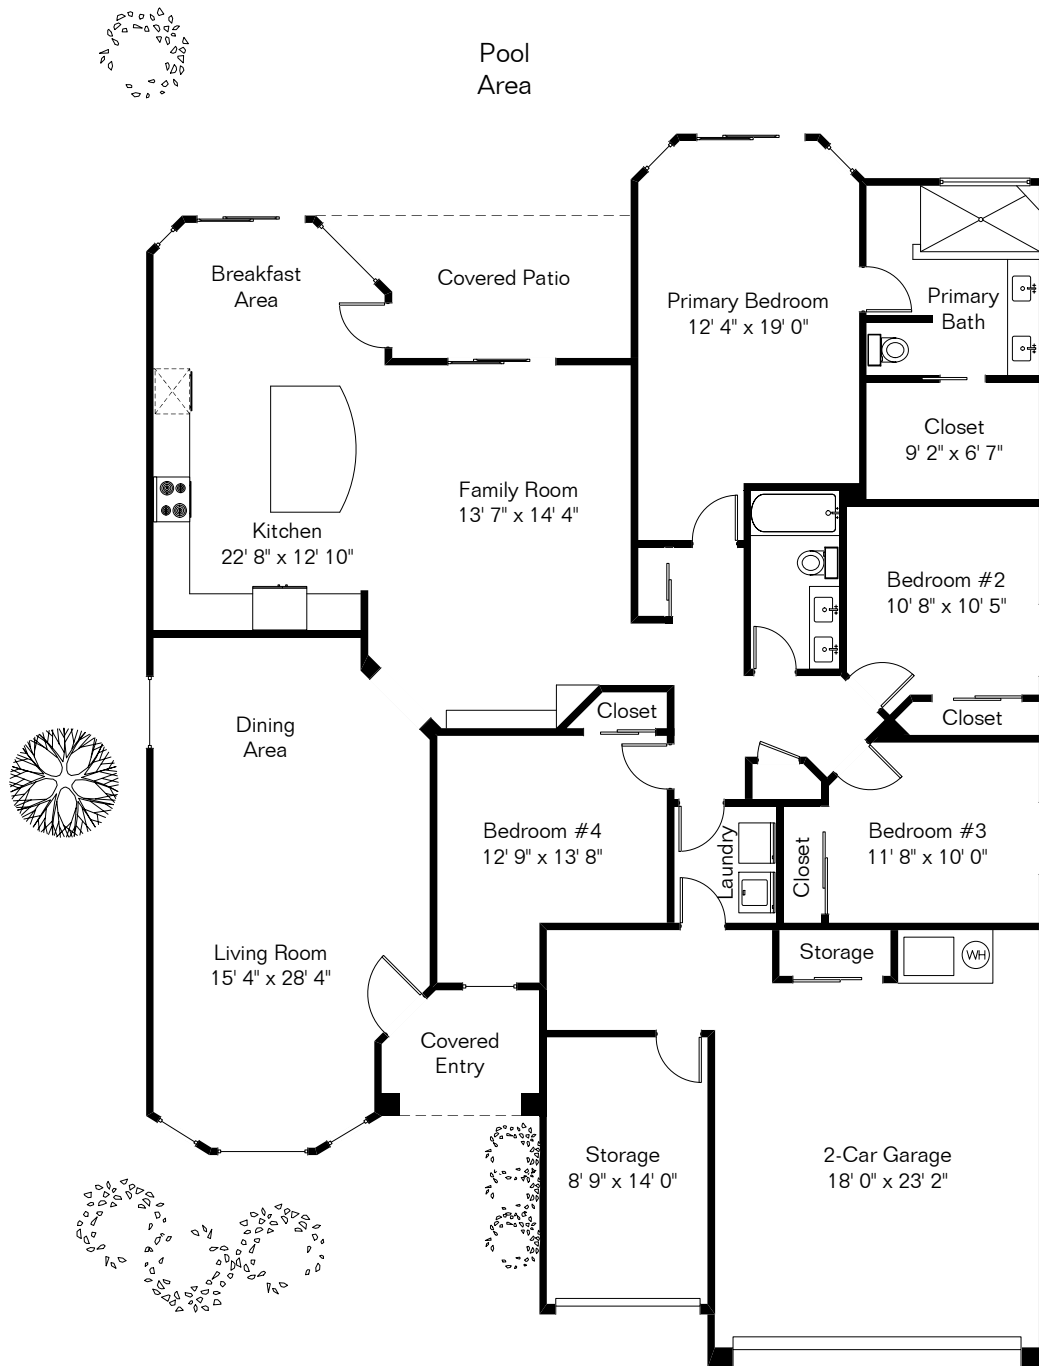 Pool
Area
Breakfast
Area
Covered Patio
Primary Bedroom
12' 4" x 19' 0"
Primary
Bath
Closet
9' 2" x 6' 7"
Family Room
13' 7" x 14' 4"
Kitchen
22' 8" x 12' 10"
Bedroom #2
10' 8" x 10' 5"
Closet
Closet
Dining
Area
Bedroom #4
12' 9" x 13' 8"
Laundry
Closet
Bedroom #3
11' 8" x 10' 0"
Living Room
15' 4" x 28' 4"
Storage
WH
Covered
Entry
Storage
8' 9" x 14' 0"
2-Car Garage
18' 0" x 23' 2"